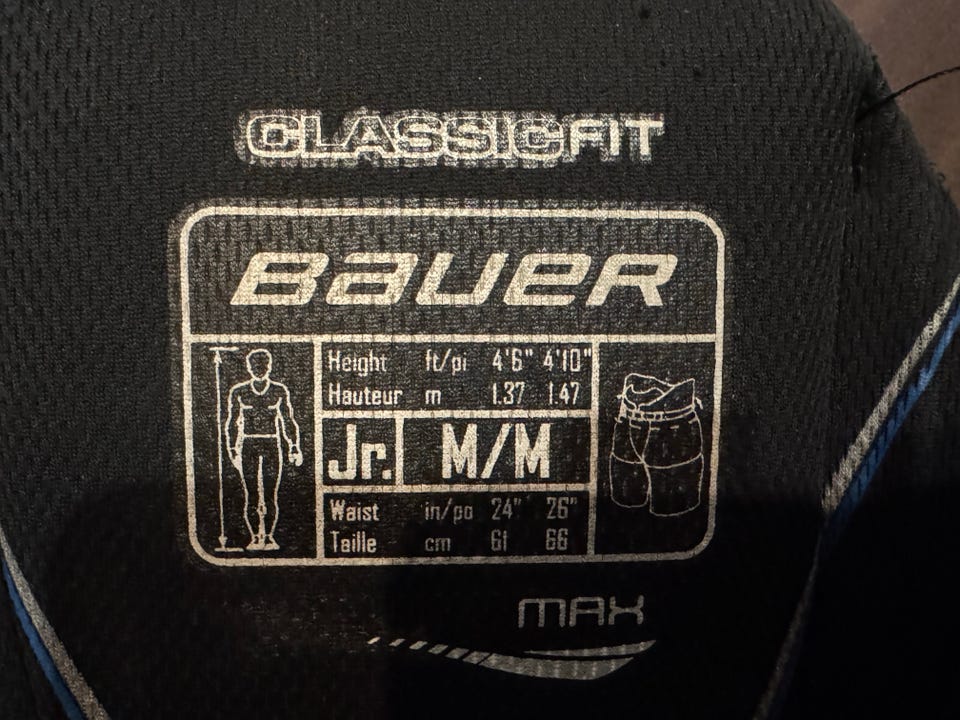 CLASSICFIT
BAUER
Height ft/pi 4'6" 4'10"
Hauteur m 1.37 1.47
Jr. M/M
Waist in/po 24" 26"
Taille cm 61 66
MAX